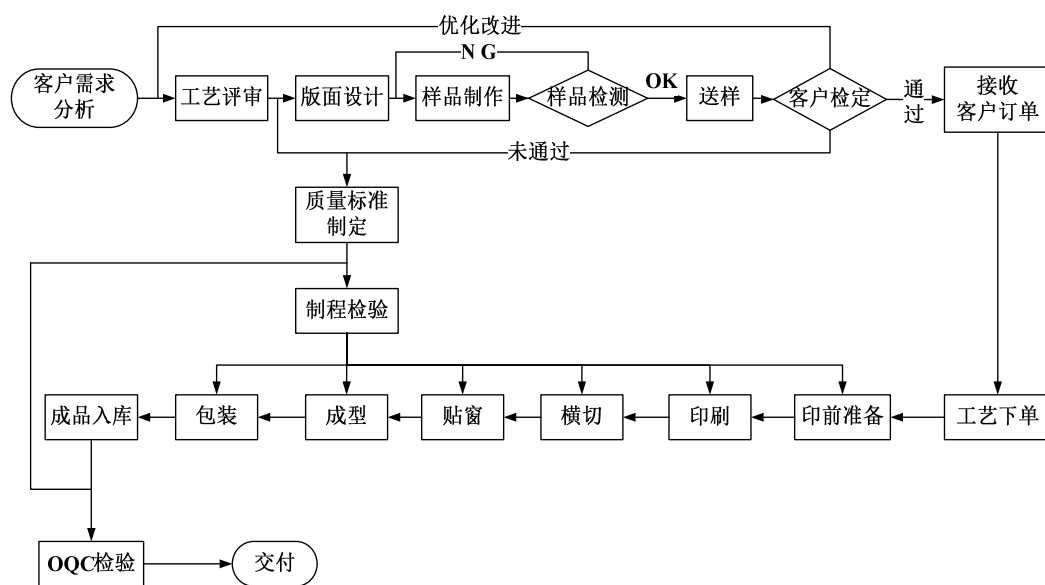 优化改进
N G
客户需求
分析
工艺评审
版面设计
样品制作
样品检测
OK
送样
客户检定
通
过
接收
客户订单
未通过
质量标准
制定
制程检验
成品入库
包装
成型
贴窗
横切
印刷
印前准备
工艺下单
OQC检验
交付